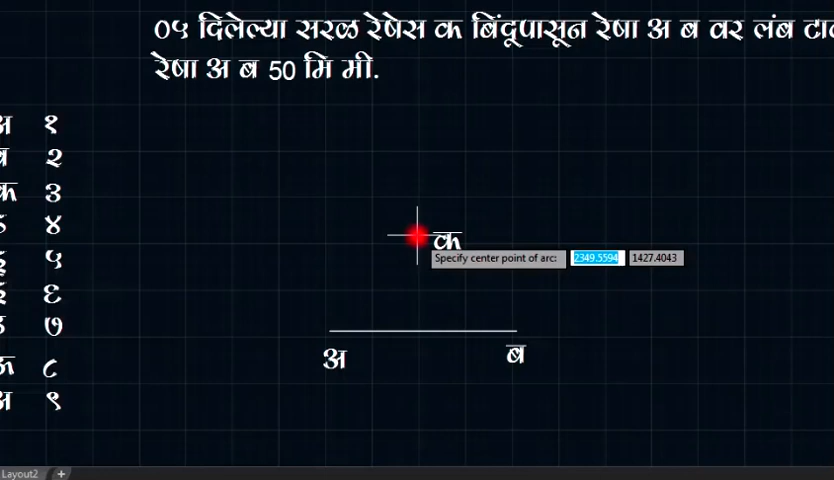 ०५ दिलेल्या सरळ रेषेस क बिंदूपासून रेषा अ ब वर लंब
रेषा अ ब 50 मि मी.
अ १
ब २
क ३
४
इ ५
ई ६
७
ऊ ८
अ ९
क
Specify center point of arc: 2349.5594 1427.4043
अ ब
Layout2 +